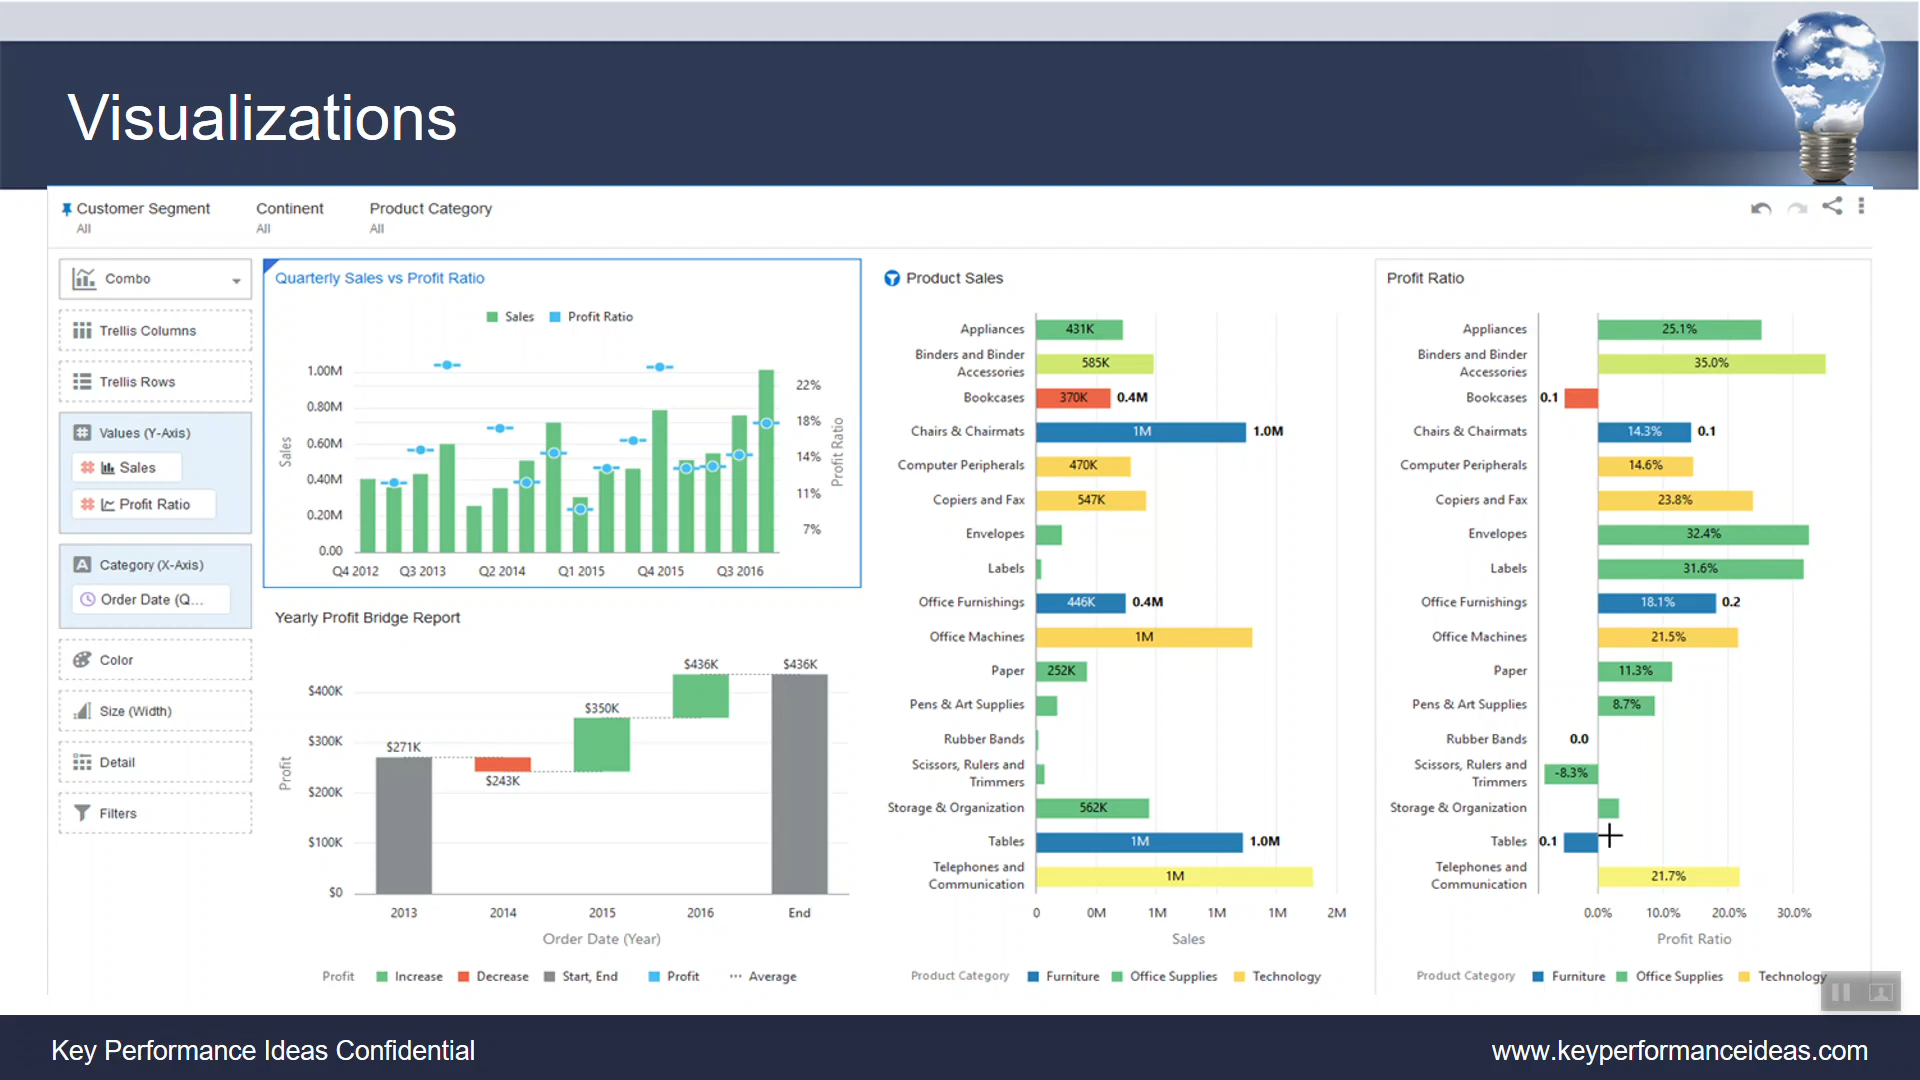 Visualizations
Customer Segment
All
Continent
All
Product Category
All
Combo
Trellis Columns
Trellis Rows
Values (Y-Axis)
Sales
Profit Ratio
Category (X-Axis)
Order Date (Q...
Color
Size (Width)
Detail
Filters
Quarterly Sales vs Profit Ratio
Sales
Profit Ratio
1.00M
0.80M
0.60M
0.40M
0.20M
0.00
Sales
22%
18%
14%
11%
7%
Profit Ratio
Q4 2012
Q3 2013
Q2 2014
Q1 2015
Q4 2015
Q3 2016
Yearly Profit Bridge Report
$400K
$300K
$200K
$100K
$0
Profit
$271K
$243K
$350K
$436K
$436K
2013
2014
2015
2016
End
Order Date (Year)
Profit
Increase
Decrease
Start, End
Profit
Average
Product Sales
Appliances
431K
Binders and Binder
Accessories
585K
Bookcases
370K
0.4M
Chairs & Chairmats
1M
1.0M
Computer Peripherals
470K
Copiers and Fax
547K
Envelopes
Labels
Office Furnishings
446K
0.4M
Office Machines
1M
Paper
252K
Pens & Art Supplies
Rubber Bands
Scissors, Rulers and
Trimmers
Storage & Organization
562K
Tables
1M
1.0M
Telephones and
Communication
1M
0
0M
1M
1M
1M
2M
Sales
Product Category
Furniture
Office Supplies
Technology
Profit Ratio
Appliances
25.1%
Binders and Binder
Accessories
35.0%
Bookcases
0.1
Chairs & Chairmats
14.3%
0.1
Computer Peripherals
14.6%
Copiers and Fax
23.8%
Envelopes
32.4%
Labels
31.6%
Office Furnishings
18.1%
0.2
Office Machines
21.5%
Paper
11.3%
Pens & Art Supplies
8.7%
Rubber Bands
0.0
Scissors, Rulers and
Trimmers
-8.3%
Storage & Organization
Tables
0.1
Telephones and
Communication
21.7%
0.0%
10.0%
20.0%
30.0%
Profit Ratio
Product Category
Furniture
Office Supplies
Technology
Key Performance Ideas Confidential
www.keyperformanceideas.com